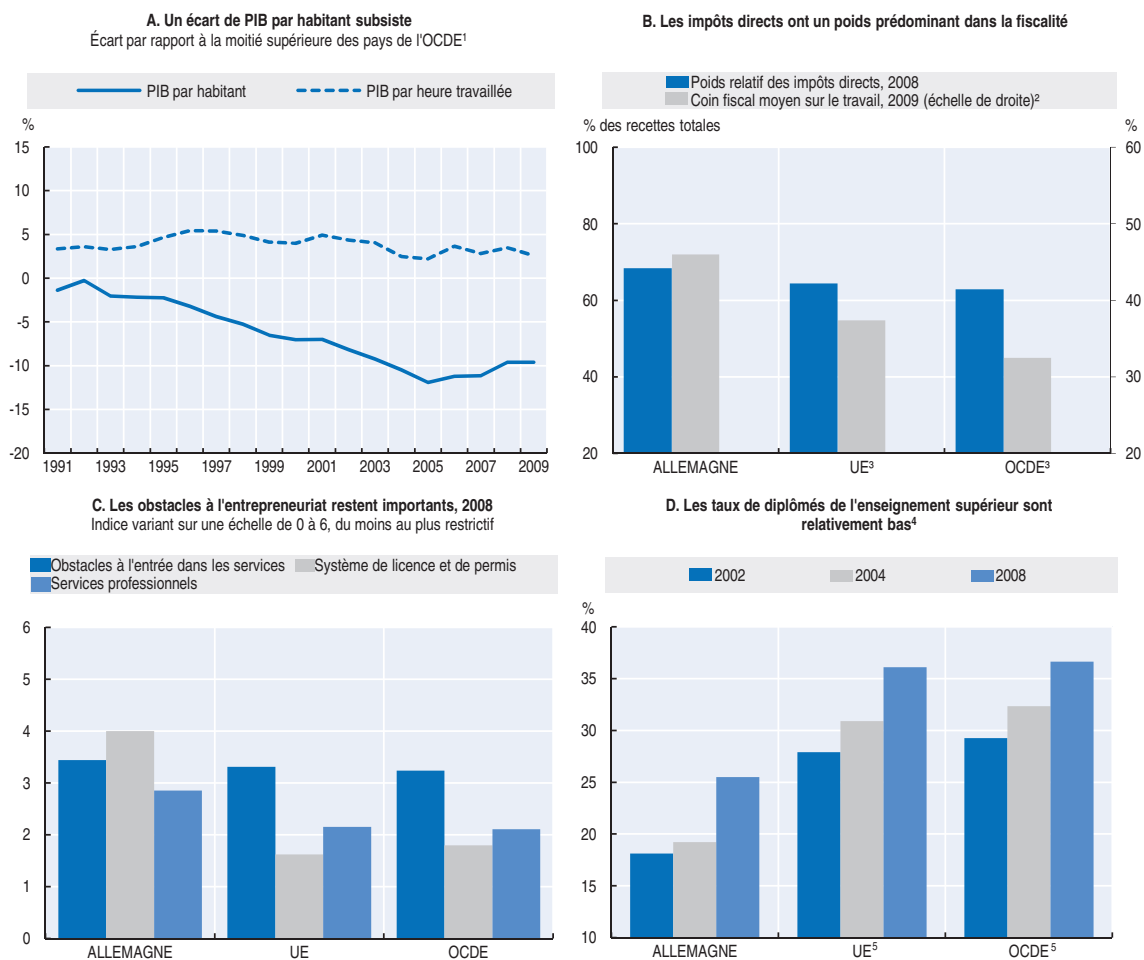 A. Un écart de PIB par habitant subsiste
Écart par rapport à la moitié supérieure des pays de l'OCDE¹
PIB par habitant
PIB par heure travaillée
%
15
10
5
0
-5
-10
-15
-20
1991 1993 1995 1997 1999 2001 2003 2005 2007 2009
B. Les impôts directs ont un poids prédominant dans la fiscalité
Poids relatif des impôts directs, 2008
Coin fiscal moyen sur le travail, 2009 (échelle de droite)²
% des recettes totales
%
100
80
60
40
20
60
50
40
30
20
ALLEMAGNE UE³ OCDE³
C. Les obstacles à l'entrepreneuriat restent importants, 2008
Indice variant sur une échelle de 0 à 6, du moins au plus restrictif
Obstacles à l'entrée dans les services
Système de licence et de permis
Services professionnels
6
5
4
3
2
1
0
ALLEMAGNE UE OCDE
D. Les taux de diplômés de l'enseignement supérieur sont
relativement bas⁴
2002 2004 2008
%
40
35
30
25
20
15
10
ALLEMAGNE UE⁵ OCDE⁵